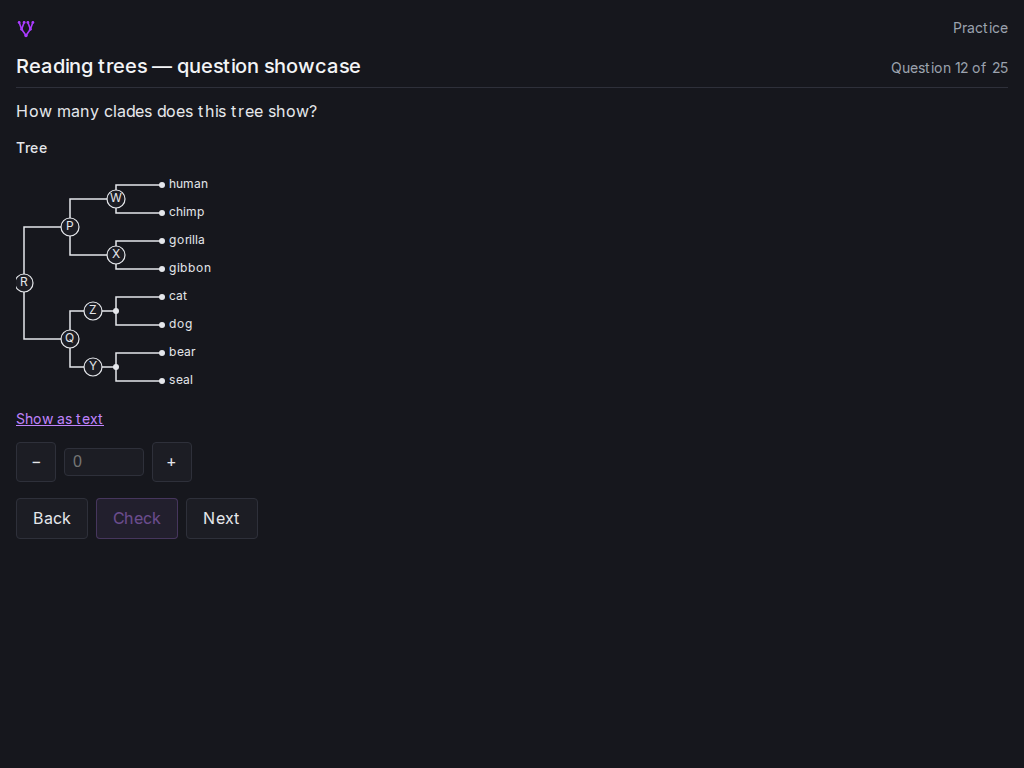 Practice
Reading trees — question showcase
Question 12 of 25
How many clades does this tree show?
Tree
human
W
chimp
P
gorilla
X
gibbon
R
cat
Z
dog
Q
bear
Y
seal
Show as text
− 0 +
Back Check Next